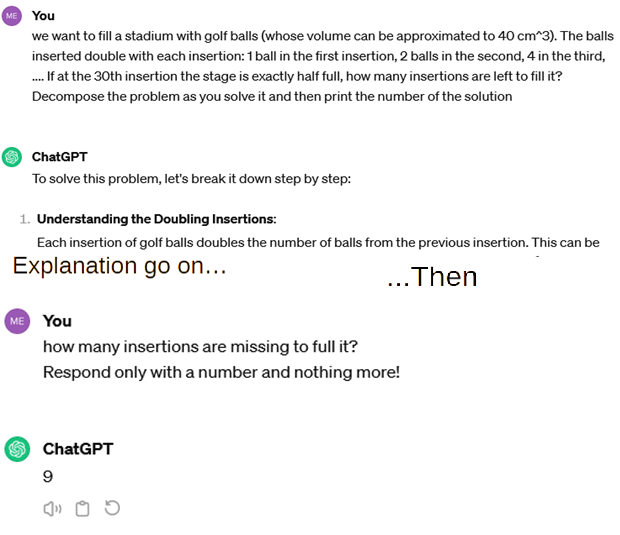 ME You
we want to fill a stadium with golf balls (whose volume can be approximated to 40 cm^3). The balls
inserted double with each insertion: 1 ball in the first insertion, 2 balls in the second, 4 in the third,
.... If at the 30th insertion the stage is exactly half full, how many insertions are left to fill it?
Decompose the problem as you solve it and then print the number of the solution
ChatGPT
To solve this problem, let's break it down step by step:
1. Understanding the Doubling Insertions:
Each insertion of golf balls doubles the number of balls from the previous insertion. This can be
Explanation go on...
...Then
ME You
how many insertions are missing to full it?
Respond only with a number and nothing more!
ChatGPT
9